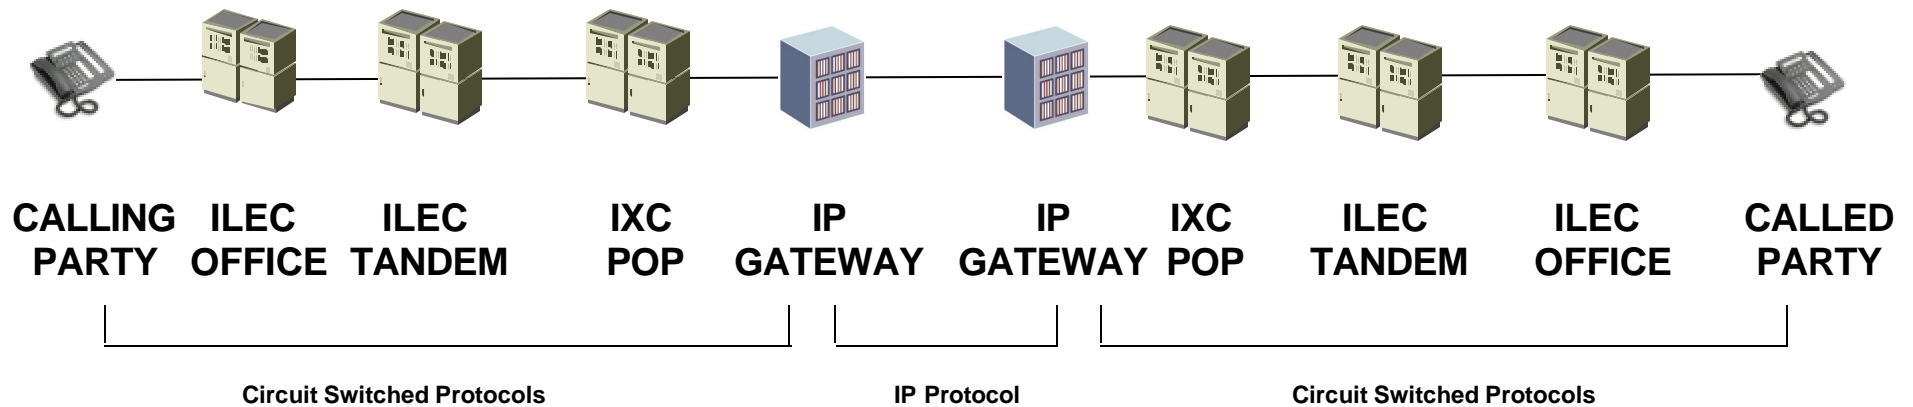 CALLING ILEC ILEC IXC IP IP IXC ILEC ILEC CALLED
PARTY OFFICE TANDEM POP GATEWAY GATEWAY POP TANDEM OFFICE PARTY
Circuit Switched Protocols IP Protocol Circuit Switched Protocols